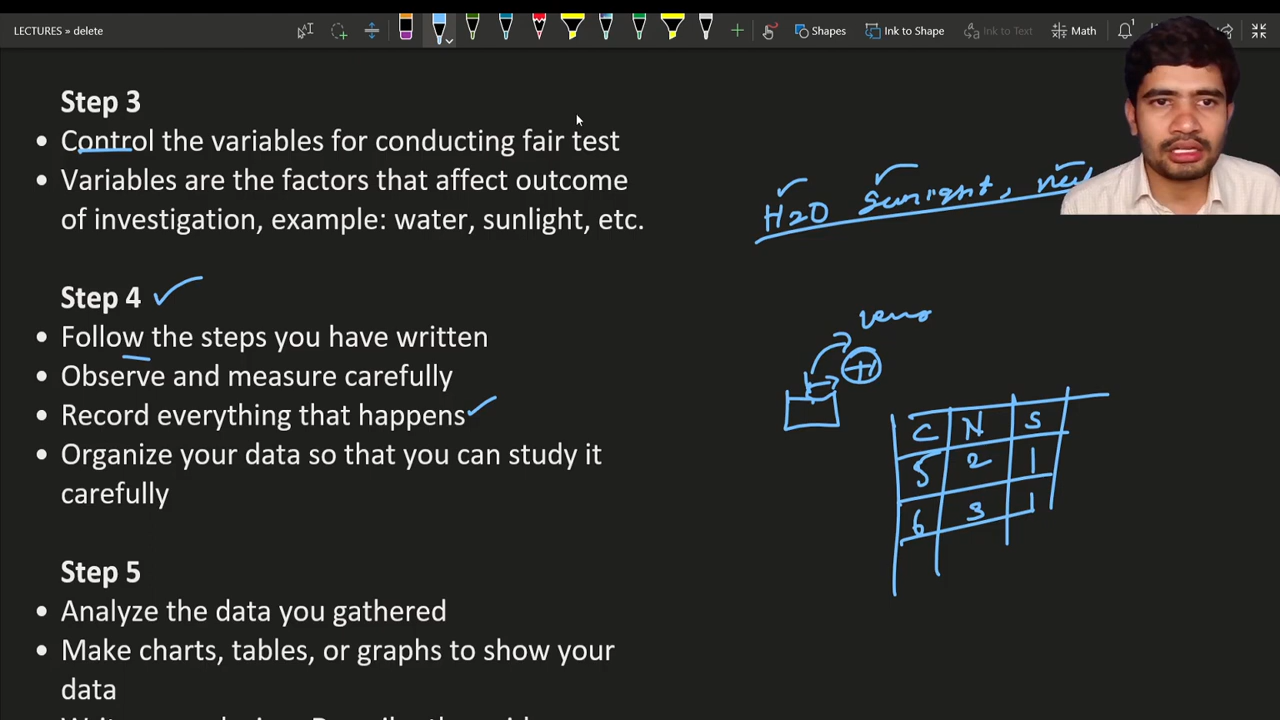 LECTURES » delete
Shapes
Ink to Shape
Ink to Text
Math
1
Step 3
• Control the variables for conducting fair test
• Variables are the factors that affect outcome
of investigation, example: water, sunlight, etc.
H2O Sunlight,
Step 4
• Follow the steps you have written
• Observe and measure carefully
• Record everything that happens
• Organize your data so that you can study it
carefully
C N S
5 2 1
6 3 1
Step 5
• Analyze the data you gathered
• Make charts, tables, or graphs to show your
data